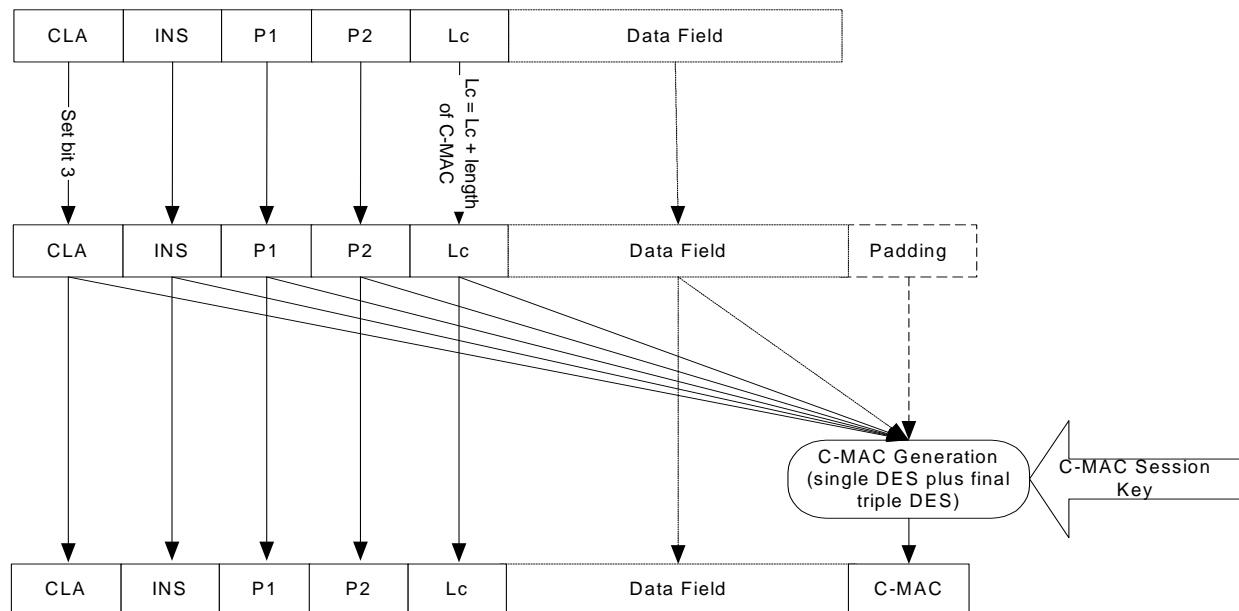 CLA INS P1 P2 Lc Data Field
Set bit 3
Lc = Lc + length
of C-MAC
CLA INS P1 P2 Lc Data Field Padding
C-MAC Generation
(single DES plus final
triple DES)
C-MAC Session
Key
CLA INS P1 P2 Lc Data Field C-MAC